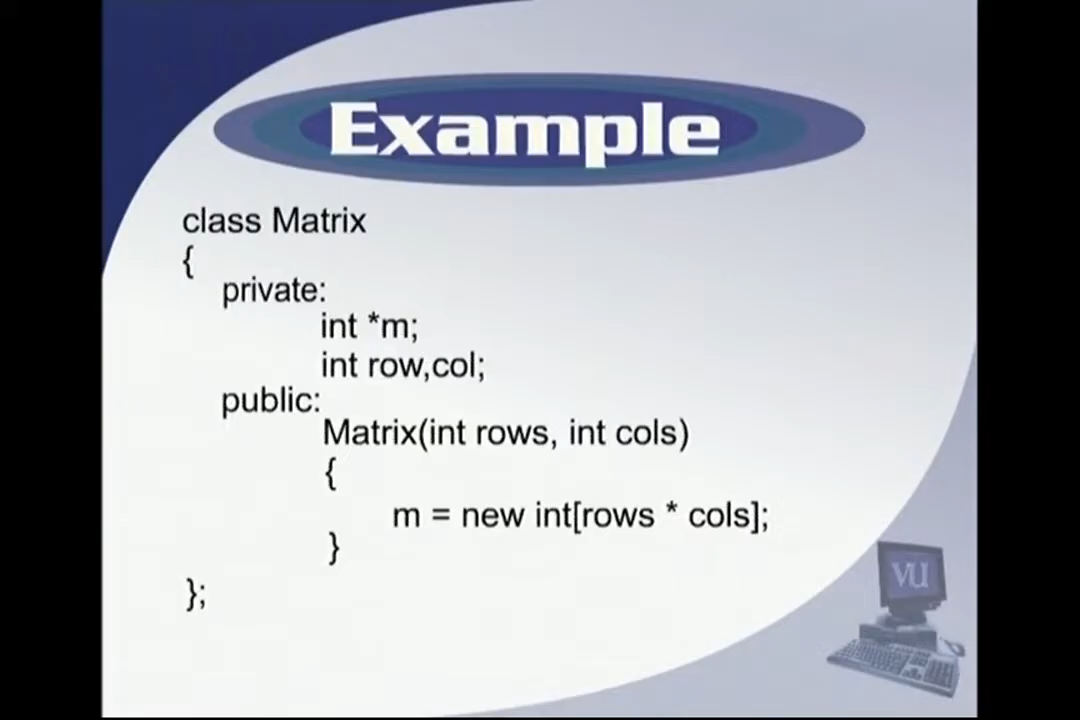 Example
class Matrix
{
private:
int *m;
int row,col;
public:
Matrix(int rows, int cols)
{
m = new int[rows * cols];
}
};
VU